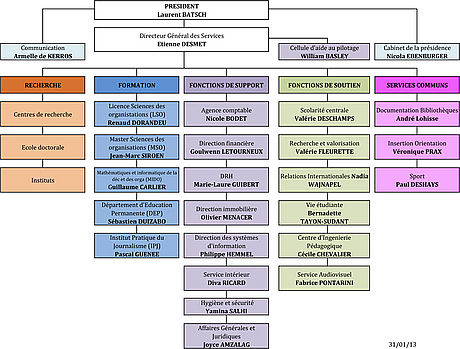 PRESIDENT
Laurent BATSCH
Communication
Armelle de KERROS
Directeur Général des Services
Etienne DESMET
Cellule d'aide au pilotage
William BASLEY
Cabinet de la présidence
Nicola EDENBURGER
RECHERCHE
Centres de recherche
Ecole doctorale
Instituts
FORMATION
Licence Sciences des
organisations (LSO)
Renaud DORANDEU
Master Sciences des
organisations (MSO)
Jean-Marc SIROEN
Mathématiques et informatique de la
déc et des orga (MIDO)
Guillaume CARLIER
Département d'Education
Permanente (DEP)
Sébastien DUIZABO
Institut Pratique du
Journalisme (IPJ)
Pascal GUENEE
FONCTIONS DE SUPPORT
Agence comptable
Nicole BODET
Direction financière
Goulwenn LETOURNEUX
DRH
Marie-Laure GUIBERT
Direction immobilière
Olivier MENACER
Direction des systèmes
d'information
Philippe HEMMEL
Service intérieur
Diva RICARD
Hygiène et sécurité
Yamina SALHI
Affaires Générales et
Juridiques
Joyce AMZALAG
FONCTIONS DE SOUTIEN
Scolarité centrale
Valérie DESCHAMPS
Recherche et valorisation
Valérie FLEURETTE
Relations Internationales Nadia
WAJNAPEL
Vie étudiante
Bernadette
TAYON-SUDANT
Centre d'Ingénierie
Pédagogique
Cécile CHEVALIER
Service Audiovisuel
Fabrice PONTARINI
SERVICES COMMUNS
Documentation Bibliothèques
André Lohisse
Insertion Orientation
Véronique PRAX
Sport
Paul DESHAYS
31/01/13